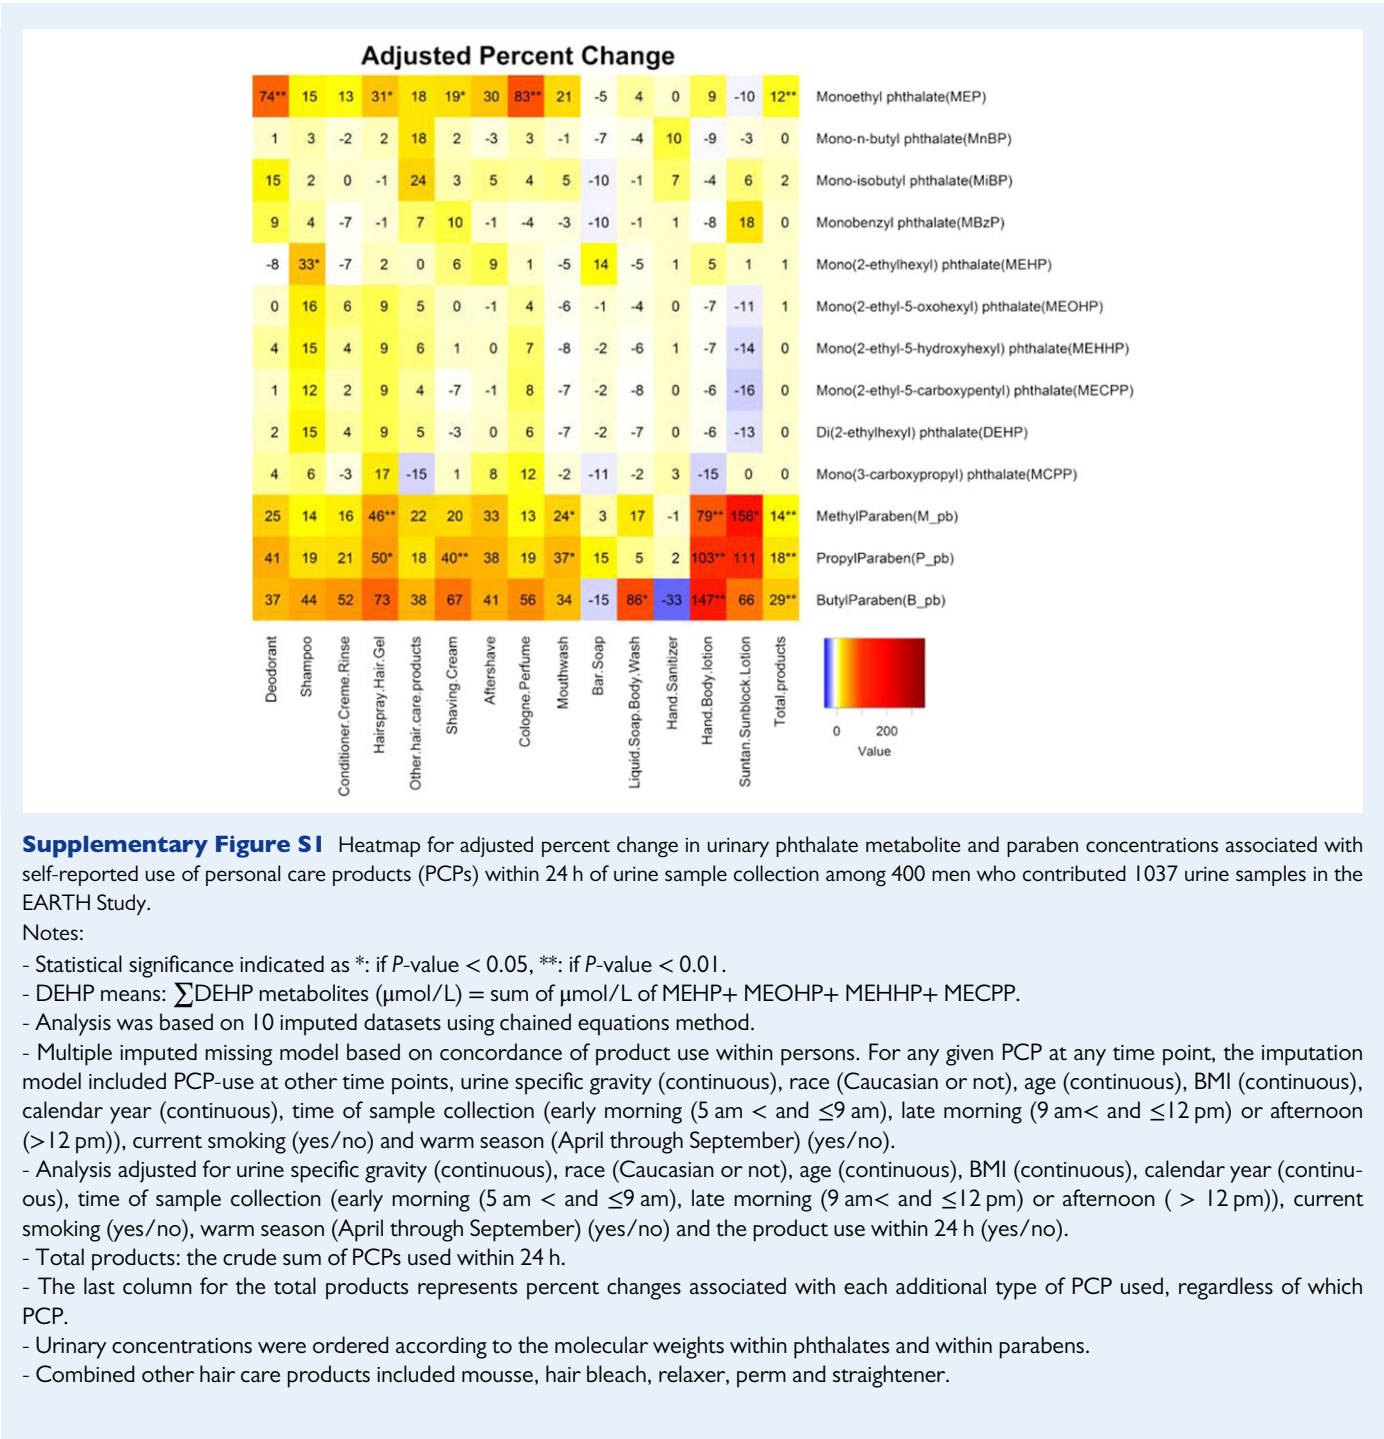 Adjusted Percent Change
74** 15 13 31* 18 19* 30 83** 21 -5 4 0 9 -10 12** Monoethyl phthalate(MEP)
1 3 -2 2 18 2 -3 3 -1 -7 -4 10 -9 -3 0 Mono-n-butyl phthalate(MnBP)
15 2 0 -1 24 3 5 4 5 -10 -1 7 -4 6 2 Mono-isobutyl phthalate(MiBP)
9 4 -7 -1 7 10 -1 -4 -3 -10 -1 1 -8 18 0 Monobenzyl phthalate(MBzP)
-8 33* -7 2 0 6 9 1 -5 14 -5 1 5 1 1 Mono(2-ethylhexyl) phthalate(MEHP)
0 16 6 9 5 0 -1 4 -6 -1 -4 0 -7 -11 1 Mono(2-ethyl-5-oxohexyl) phthalate(MEOHP)
4 15 4 9 6 1 0 7 -8 -2 -6 1 -7 -14 0 Mono(2-ethyl-5-hydroxyhexyl) phthalate(MEHHP)
1 12 2 9 4 -7 -1 8 -7 -2 -8 0 -6 -16 0 Mono(2-ethyl-5-carboxypentyl) phthalate(MECPP)
2 15 4 9 5 -3 0 6 -7 -2 -7 0 -6 -13 0 Di(2-ethylhexyl) phthalate(DEHP)
4 6 -3 17 -15 1 8 12 -2 -11 -2 3 -15 0 0 Mono(3-carboxypropyl) phthalate(MCPP)
25 14 16 46** 22 20 33 13 24* 3 17 -1 79** 156* 14** MethylParaben(M_pb)
41 19 21 50* 18 40** 38 19 37* 15 5 2 103** 111 18** PropylParaben(P_pb)
37 44 52 73 38 67 41 56 34 -15 86* -33 147** 66 29** ButylParaben(B_pb)
Deodorant
Shampoo
Conditioner.Creme.Rinse
Hairspray.Hair.Gel
Other.hair.care.products
Shaving.Cream
Aftershave
Cologne.Perfume
Mouthwash
Bar.Soap
Liquid.Soap.Body.Wash
Hand.Sanitizer
Hand.Body.lotion
Suntan.Sunblock.Lotion
Total.products
0 200
Value
Supplementary Figure S1 Heatmap for adjusted percent change in urinary phthalate metabolite and paraben concentrations associated with
self-reported use of personal care products (PCPs) within 24 h of urine sample collection among 400 men who contributed 1037 urine samples in the
EARTH Study.
Notes:
- Statistical significance indicated as *: if P-value < 0.05, **: if P-value < 0.01.
- DEHP means: ∑DEHP metabolites (μmol/L) = sum of μmol/L of MEHP+ MEOHP+ MEHHP+ MECPP.
- Analysis was based on 10 imputed datasets using chained equations method.
- Multiple imputed missing model based on concordance of product use within persons. For any given PCP at any time point, the imputation
model included PCP-use at other time points, urine specific gravity (continuous), race (Caucasian or not), age (continuous), BMI (continuous),
calendar year (continuous), time of sample collection (early morning (5 am < and ≤9 am), late morning (9 am< and ≤12 pm) or afternoon
(>12 pm)), current smoking (yes/no) and warm season (April through September) (yes/no).
- Analysis adjusted for urine specific gravity (continuous), race (Caucasian or not), age (continuous), BMI (continuous), calendar year (continu-
ous), time of sample collection (early morning (5 am < and ≤9 am), late morning (9 am< and ≤12 pm) or afternoon ( > 12 pm)), current
smoking (yes/no), warm season (April through September) (yes/no) and the product use within 24 h (yes/no).
- Total products: the crude sum of PCPs used within 24 h.
- The last column for the total products represents percent changes associated with each additional type of PCP used, regardless of which
PCP.
- Urinary concentrations were ordered according to the molecular weights within phthalates and within parabens.
- Combined other hair care products included mousse, hair bleach, relaxer, perm and straightener.